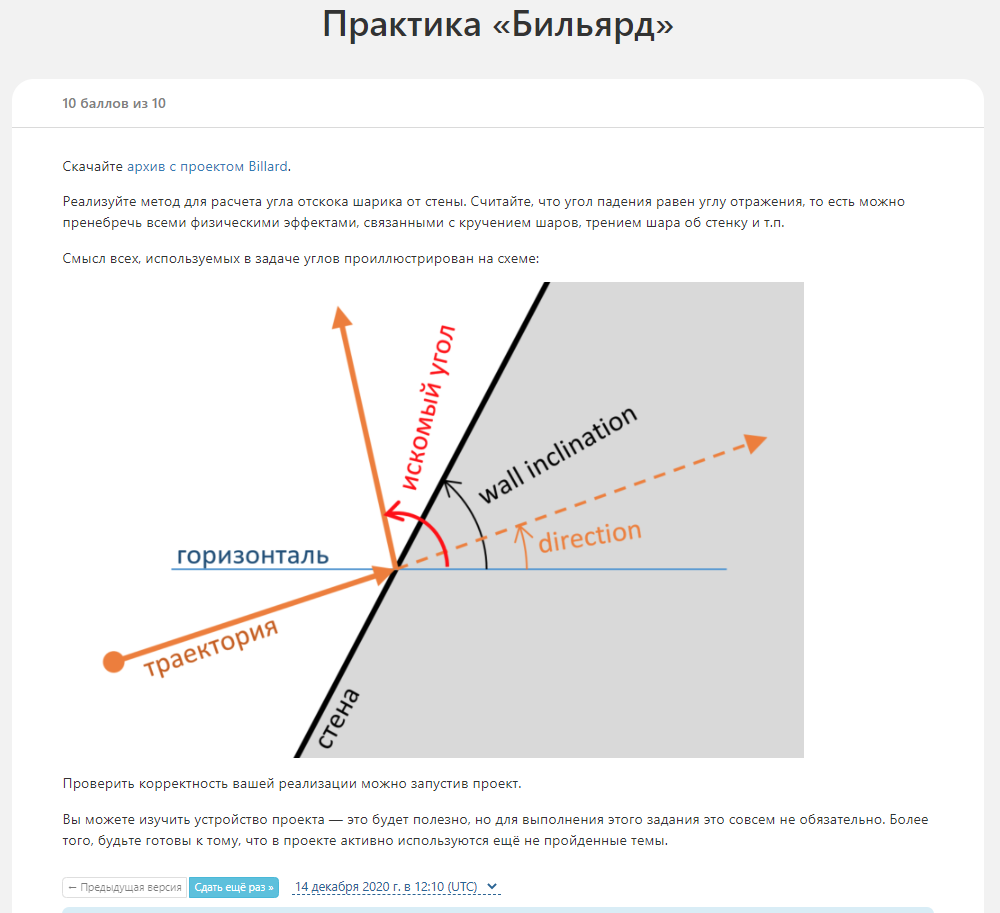 Практика «Бильярд»
10 баллов из 10
Скачайте архив с проектом Billard.
Реализуйте метод для расчета угла отскока шарика от стены. Считайте, что угол падения равен углу отражения, то есть можно
пренебречь всеми физическими эффектами, связанными с кручением шаров, трением шара об стенку и т.п.
Смысл всех, используемых в задаче углов проиллюстрирован на схеме:
искомый угол
wall inclination
direction
горизонталь
траектория
стена
Проверить корректность вашей реализации можно запустив проект.
Вы можете изучить устройство проекта — это будет полезно, но для выполнения этого задания это совсем не обязательно. Более
того, будьте готовы к тому, что в проекте активно используются ещё не пройденные темы.
← Предыдущая версия Сдать ещё раз » 14 декабря 2020 г. в 12:10 (UTC)